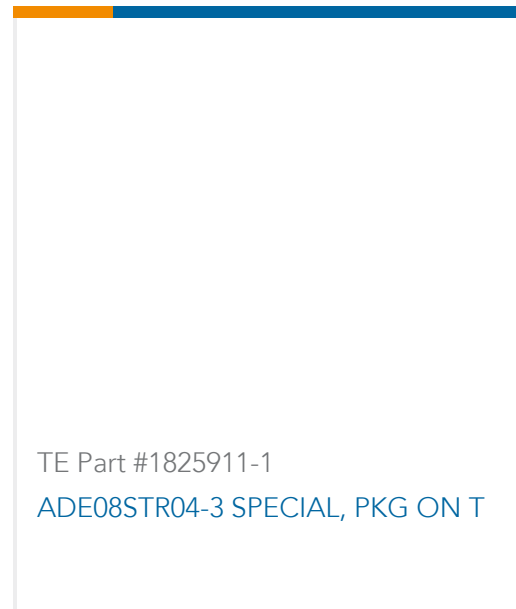 TE Part #1825911-1
ADE08STR04-3 SPECIAL, PKG ON T